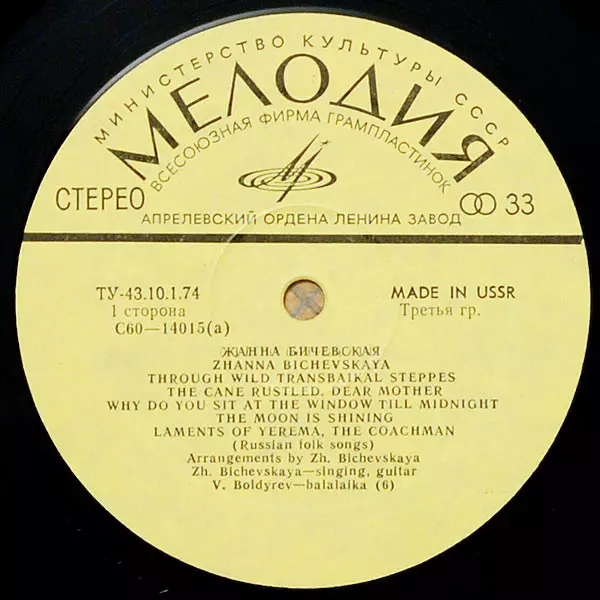 МИНИСТЕРСТВО КУЛЬТУРЫ СССР
МЕЛОДИЯ
ВСЕСОЮЗНАЯ ФИРМА ГРАМПЛАСТИНОК
СТЕРЕО
33
АПРЕЛЕВСКИЙ ОРДЕНА ЛЕНИНА ЗАВОД
ТУ-43.10.1.74
MADE IN USSR
1 сторона
Третья гр.
С60—14015(а)
ЖАННА БИЧЕВСКАЯ
ZHANNA BICHEVSKAYA
THROUGH WILD TRANSBAIKAL STEPPES
THE CANE RUSTLED, DEAR MOTHER
WHY DO YOU SIT AT THE WINDOW TILL MIDNIGHT
THE MOON IS SHINING
LAMENTS OF YEREMA, THE COACHMAN
(Russian folk songs)
Arrangements by Zh. Bichevskaya
Zh. Bichevskaya—singing, guitar
V. Boldyrev—balalaika (6)